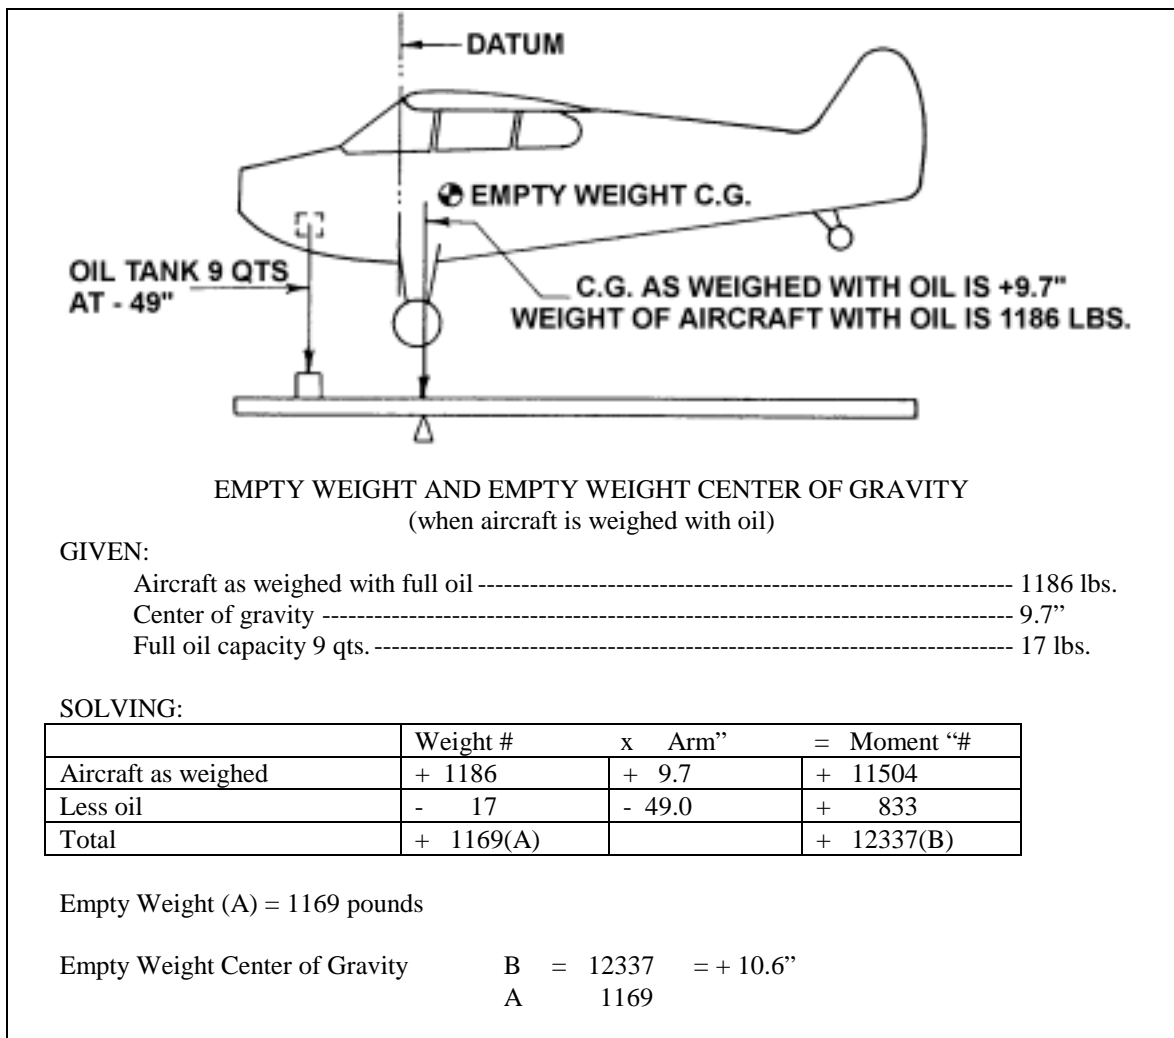 DATUM
EMPTY WEIGHT C.G.
OIL TANK 9 QTS
AT - 49"
C.G. AS WEIGHED WITH OIL IS +9.7"
WEIGHT OF AIRCRAFT WITH OIL IS 1186 LBS.
EMPTY WEIGHT AND EMPTY WEIGHT CENTER OF GRAVITY
(when aircraft is weighed with oil)
GIVEN:
Aircraft as weighed with full oil -------------------------------------------------------------- 1186 lbs.
Center of gravity -------------------------------------------------------------------------------- 9.7”
Full oil capacity 9 qts. -------------------------------------------------------------------------- 17 lbs.
SOLVING:
Weight # x Arm” = Moment “#
Aircraft as weighed + 1186 + 9.7 + 11504
Less oil - 17 - 49.0 + 833
Total + 1169(A) + 12337(B)
Empty Weight (A) = 1169 pounds
Empty Weight Center of Gravity B = 12337 = + 10.6”
A 1169